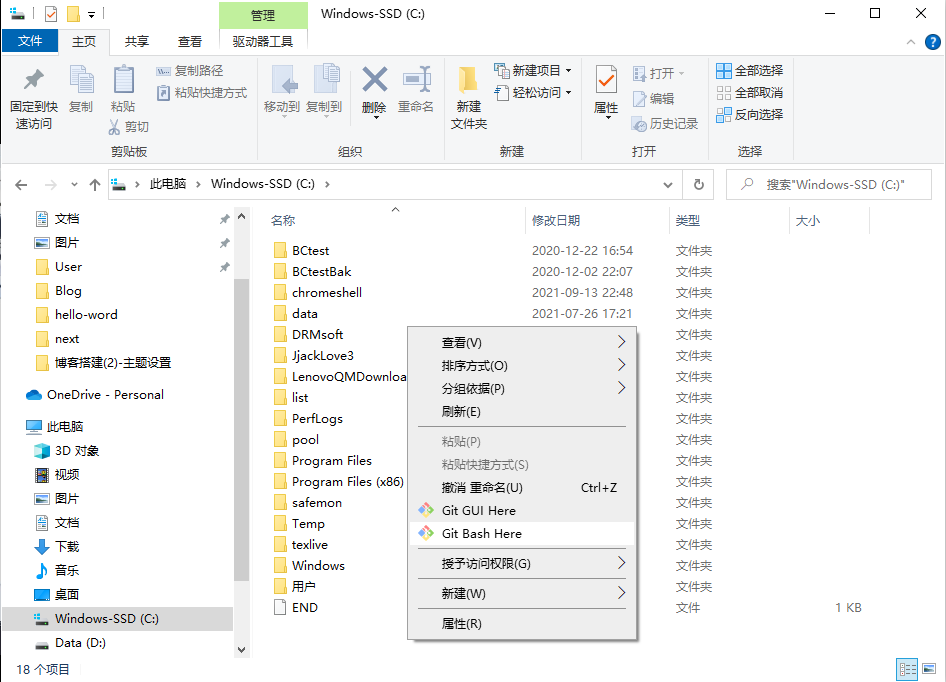 管理
Windows-SSD (C:)
文件
主页
共享
查看
驱动器工具
固定到快
速访问
复制
粘贴
复制路径
粘贴快捷方式
剪切
剪贴板
移动到
复制到
删除
重命名
组织
新建
文件夹
新建项目
轻松访问
新建
属性
打开
编辑
历史记录
打开
全部选择
全部取消
反向选择
选择
此电脑
Windows-SSD (C:)
搜索"Windows-SSD (C:)"
文档
图片
User
Blog
hello-word
next
博客搭建(2)-主题设置
OneDrive - Personal
此电脑
3D 对象
视频
图片
文档
下载
音乐
桌面
Windows-SSD (C:)
Data (D:)
名称 修改日期 类型 大小
BCtest 2020-12-22 16:54 文件夹
BCtestBak 2020-12-02 22:07 文件夹
chromeshell 2021-09-13 22:48 文件夹
data 2021-07-26 17:21 文件夹
DRMsoft 文件夹
JjackLove3 文件夹
LenovoQMDownloa 文件夹
list 文件夹
PerfLogs 文件夹
pool 文件夹
Program Files 文件夹
Program Files (x86) 文件夹
safemon 文件夹
Temp 文件夹
texlive 文件夹
Windows 文件夹
用户 文件夹
END 文件 1 KB
查看(V)
排序方式(O)
分组依据(P)
刷新(E)
粘贴(P)
粘贴快捷方式(S)
撤消 重命名(U) Ctrl+Z
Git GUI Here
Git Bash Here
授予访问权限(G)
新建(W)
属性(R)
18 个项目